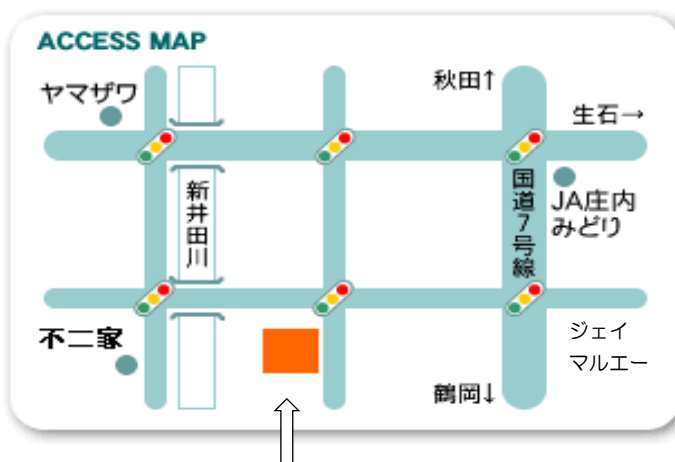 ACCESS MAP
ヤマザワ
秋田↑
生石→
新井田川
国道7号線
JA庄内
みどり
不二家
ジェイ
マルエー
鶴岡↓